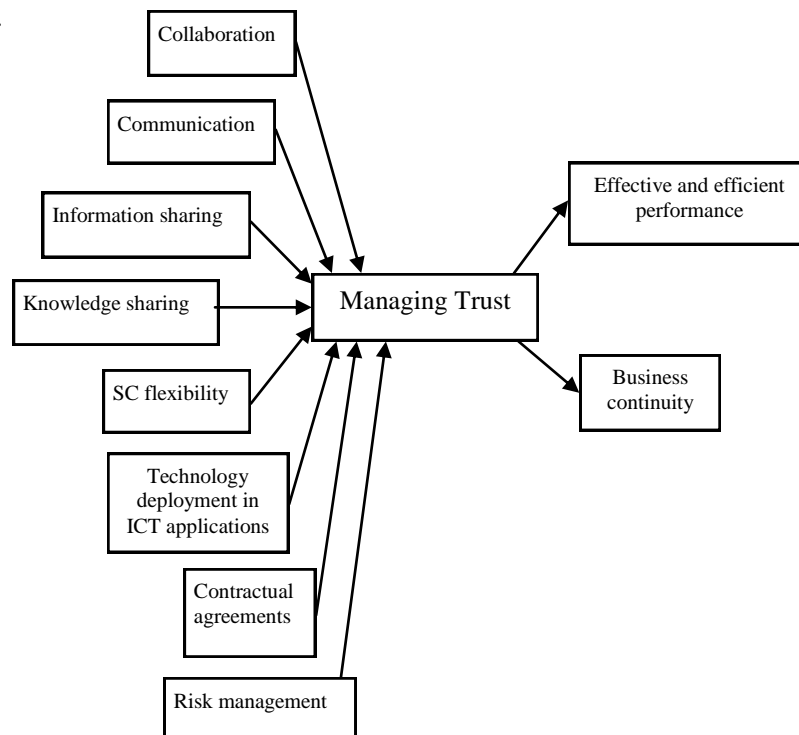 Collaboration
Communication
Information sharing
Knowledge sharing
SC flexibility
Technology
deployment in
ICT applications
Contractual
agreements
Risk management
Managing Trust
Effective and efficient
performance
Business
continuity